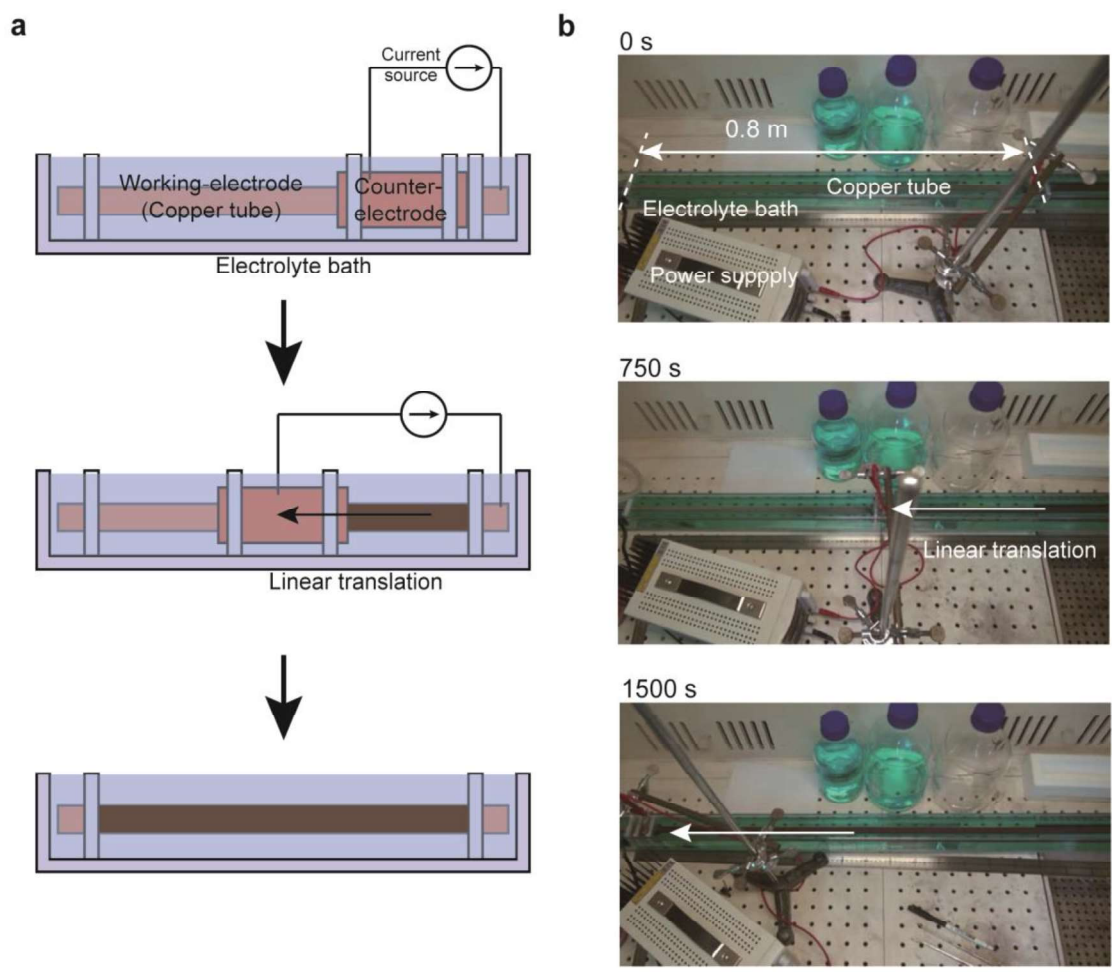 a
Current
source
Working-electrode
(Copper tube)
Counter-
electrode
Electrolyte bath
Linear translation
b
0 s
0.8 m
Copper tube
Electrolyte bath
Power suppply
750 s
Linear translation
1500 s